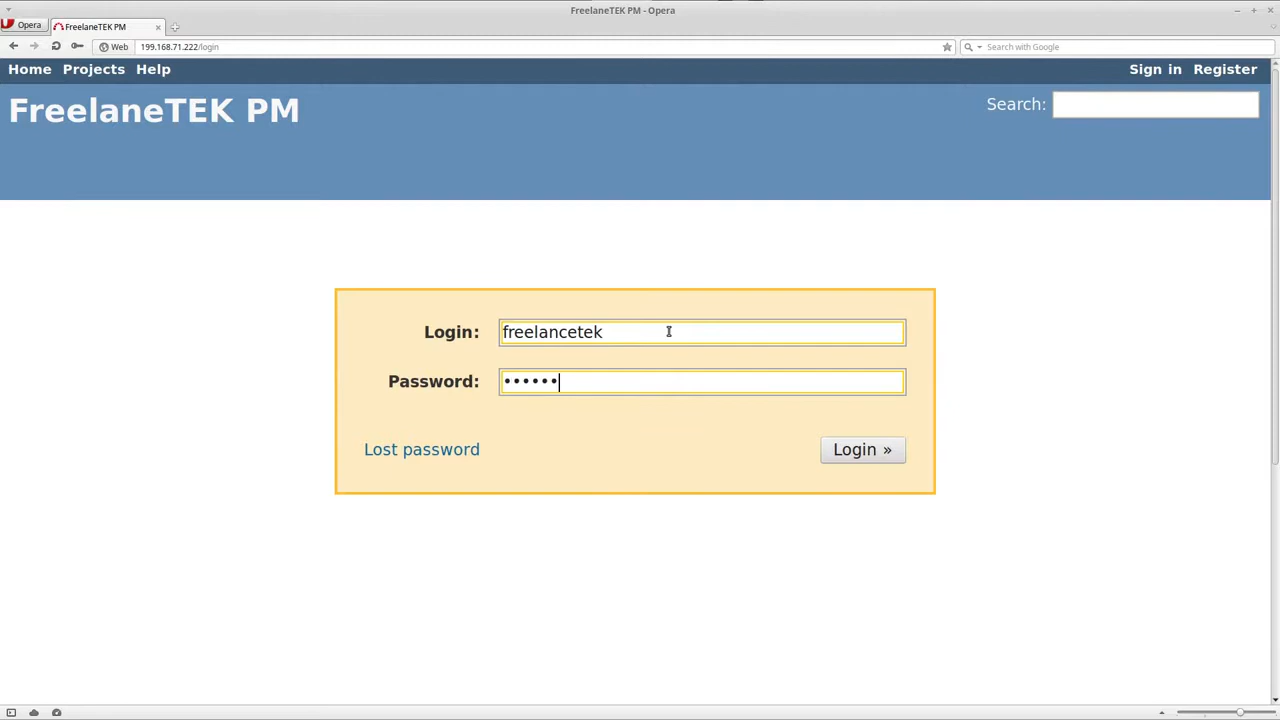 FreelaneTEK PM - Opera
Opera
FreelaneTEK PM
Web
199.168.71.222/login
Search with Google
Home Projects Help
Sign in Register
FreelaneTEK PM
Search:
Login: freelancetek
Password: ••••••
Lost password
Login »